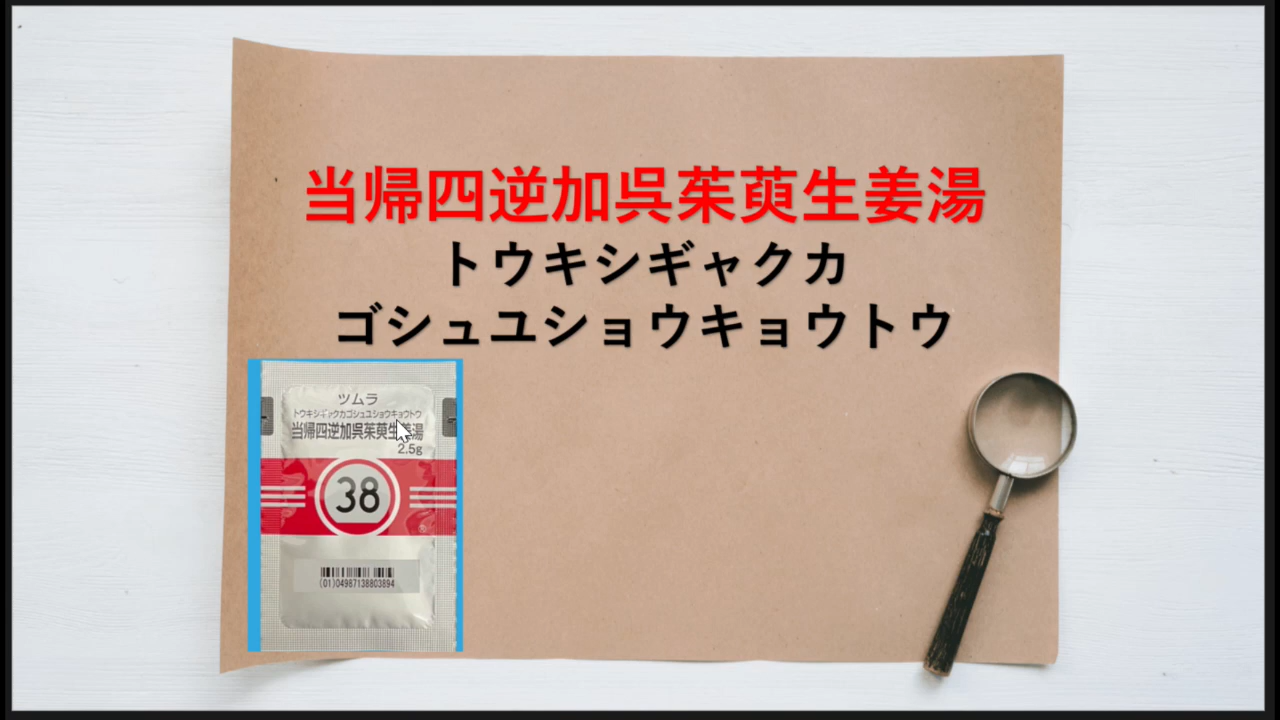 当帰四逆加呉茱萸生姜湯
トウキシギャクカ
ゴシュユショウキョウトウ
ツムラ
トウキシギャクカゴシュユショウキョウトウ
当帰四逆加呉茱萸生姜湯
2.5g
38
(01)04987138803894